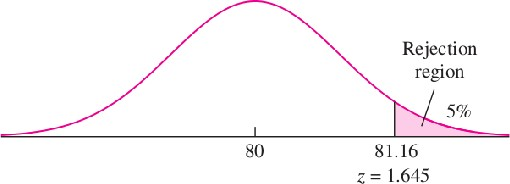 Rejection
region
5%
80
81.16
z = 1.645